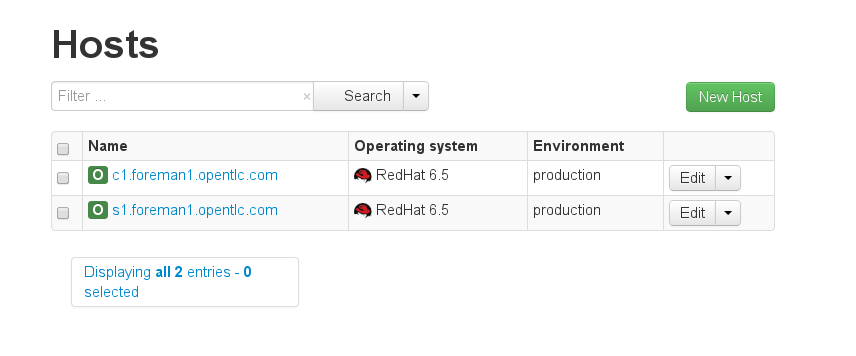 Hosts
Filter ... × Search New Host
Name Operating system Environment
O c1.foreman1.opentlc.com RedHat 6.5 production Edit
O s1.foreman1.opentlc.com RedHat 6.5 production Edit
Displaying all 2 entries - 0
selected